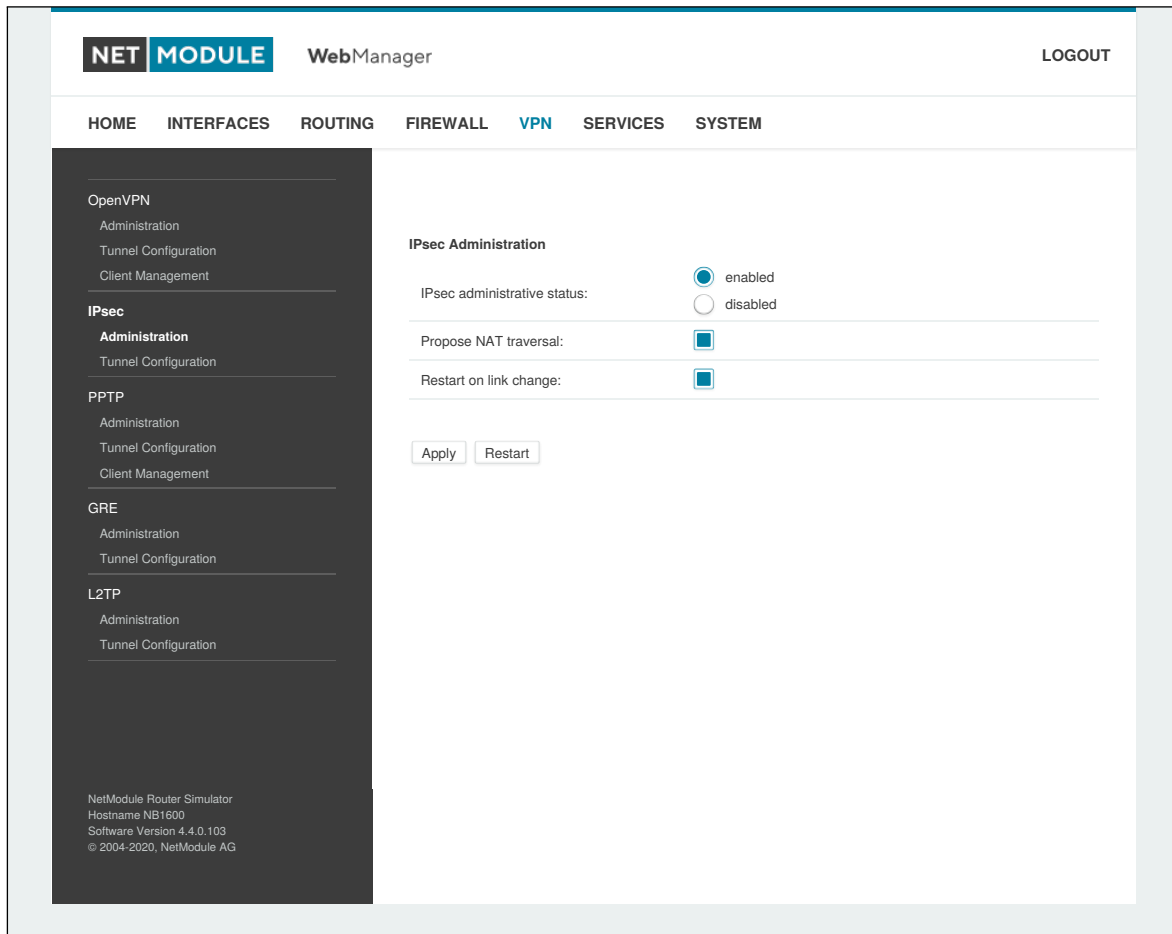 NET MODULE WebManager LOGOUT
HOME INTERFACES ROUTING FIREWALL VPN SERVICES SYSTEM
OpenVPN
Administration
Tunnel Configuration
Client Management
IPsec
Administration
Tunnel Configuration
PPTP
Administration
Tunnel Configuration
Client Management
GRE
Administration
Tunnel Configuration
L2TP
Administration
Tunnel Configuration
NetModule Router Simulator
Hostname NB1600
Software Version 4.4.0.103
© 2004-2020, NetModule AG
IPsec Administration
IPsec administrative status:
enabled
disabled
Propose NAT traversal:
Restart on link change:
Apply Restart